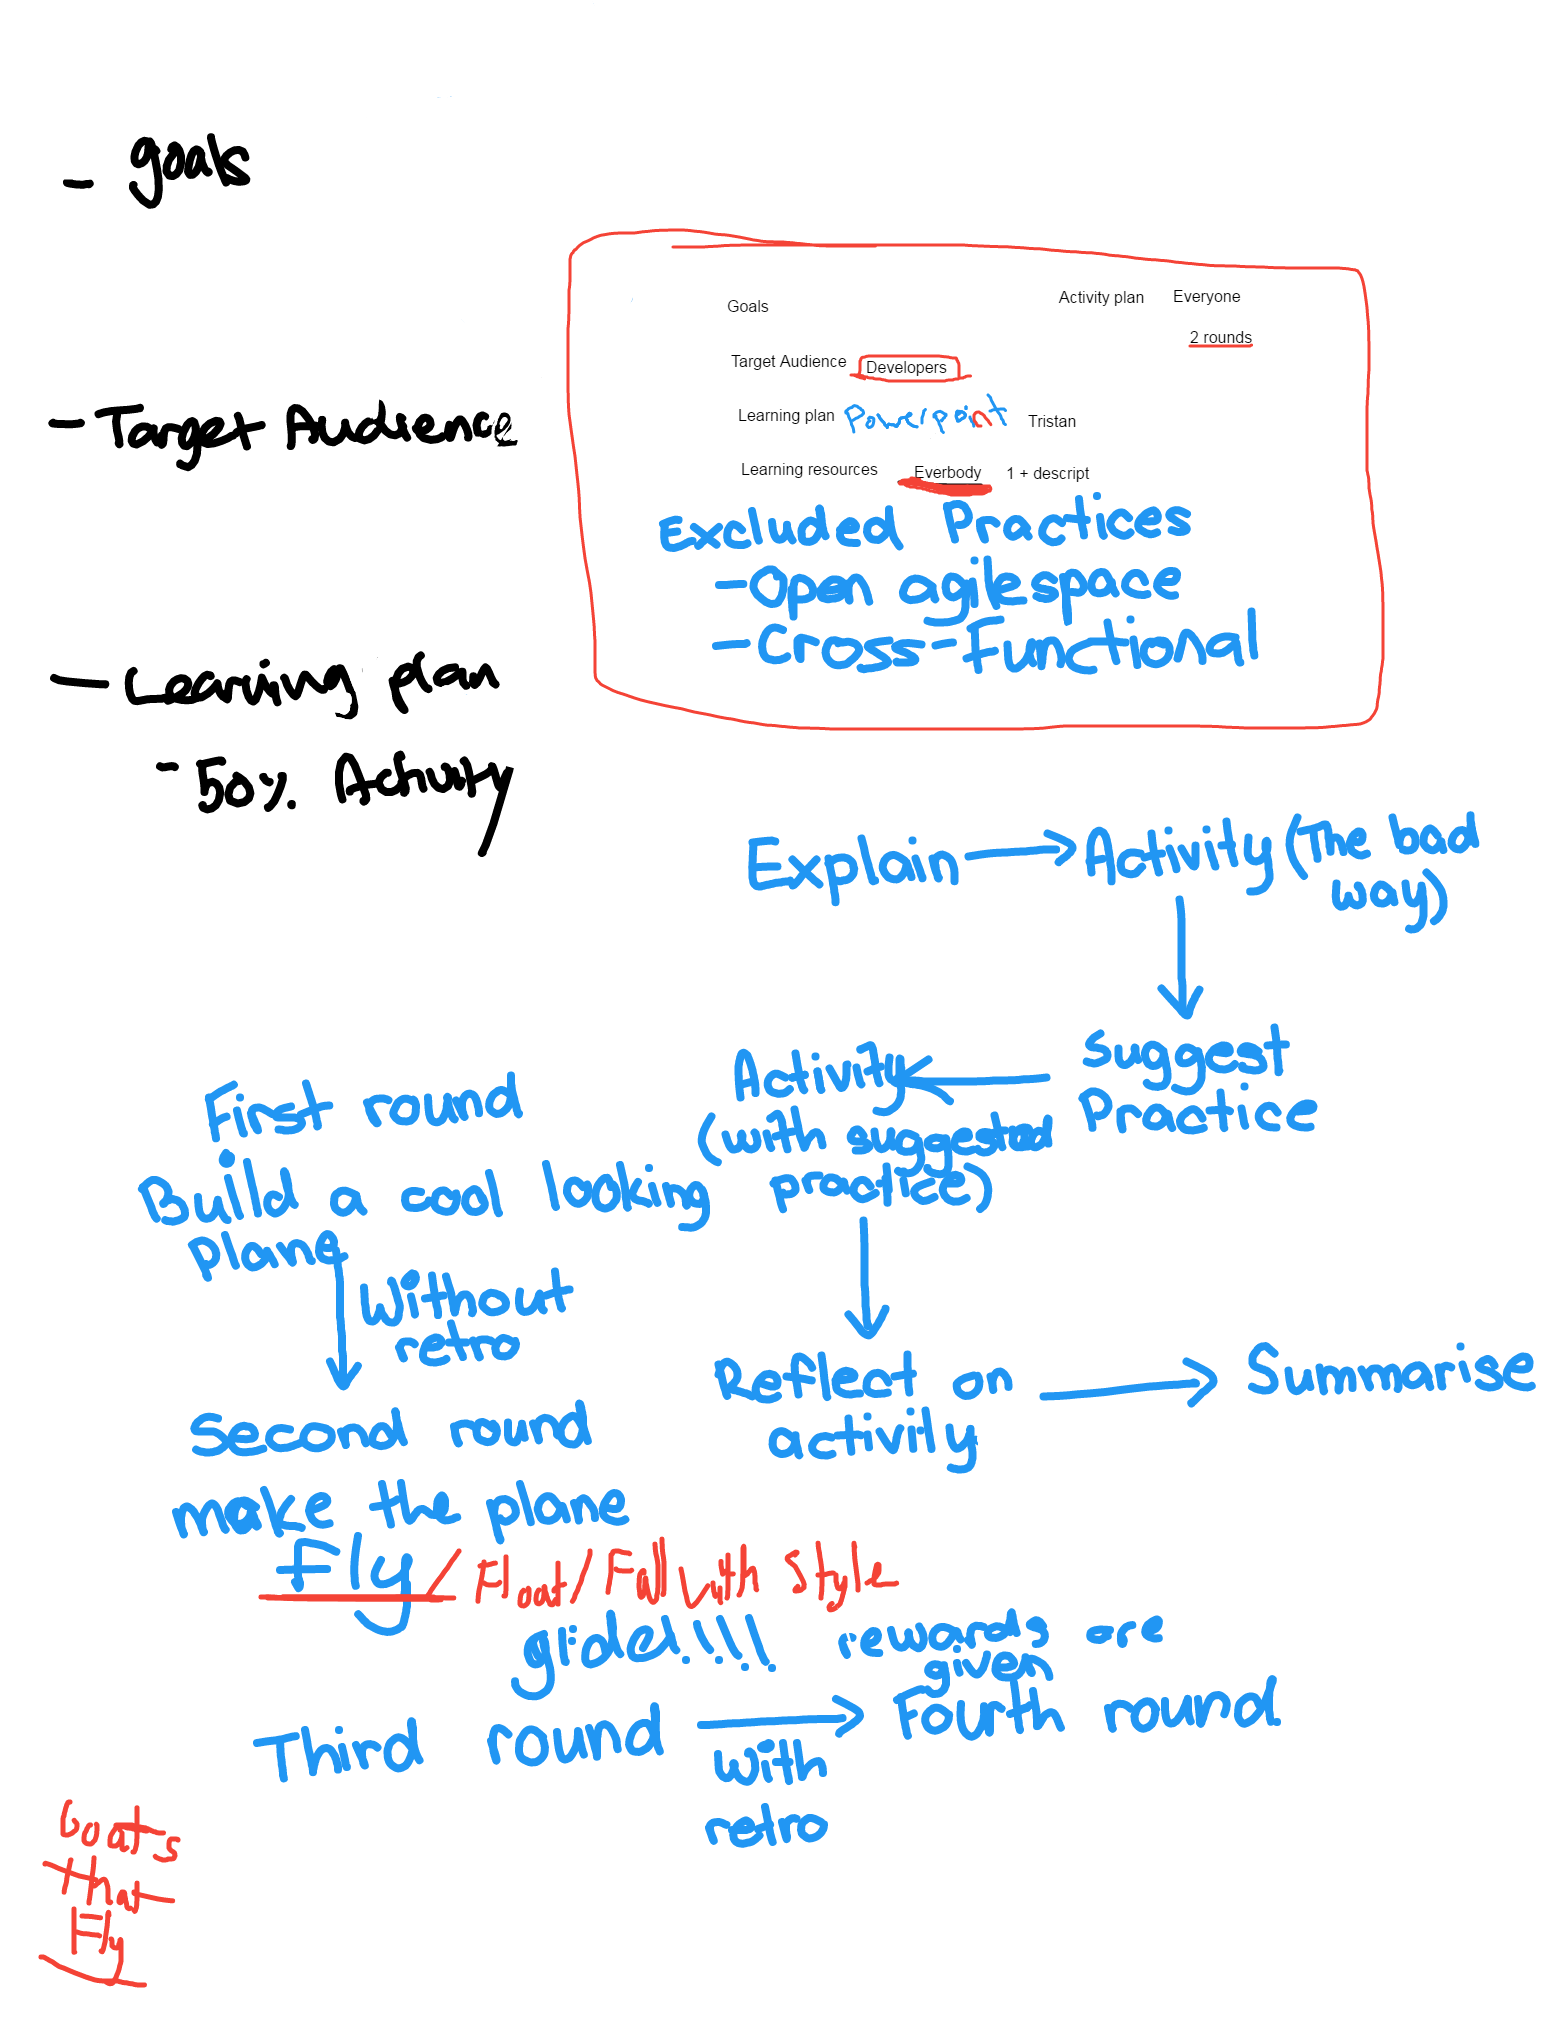 - goals
Goals
Activity plan Everyone
2 rounds
Target Audience Developers
- Target Audience
Learning plan Powerpoint Tristan
Learning resources Everbody 1 + descript
Excluded Practices
- Open agilespace
- Cross-Functional
- Learning plan
- 50% Activity
Explain → Activity (The bad
way)
Suggest
Practice
Activity
(with suggested
practice)
Reflect on
activity
→ Summarise
First round
Build a cool looking
plane
Without
retro
Second round
make the plane
Fly / Float / Fall with Style
glide!!!!
rewards are
given
Third round → Fourth round
with
retro
boats
that
Fly